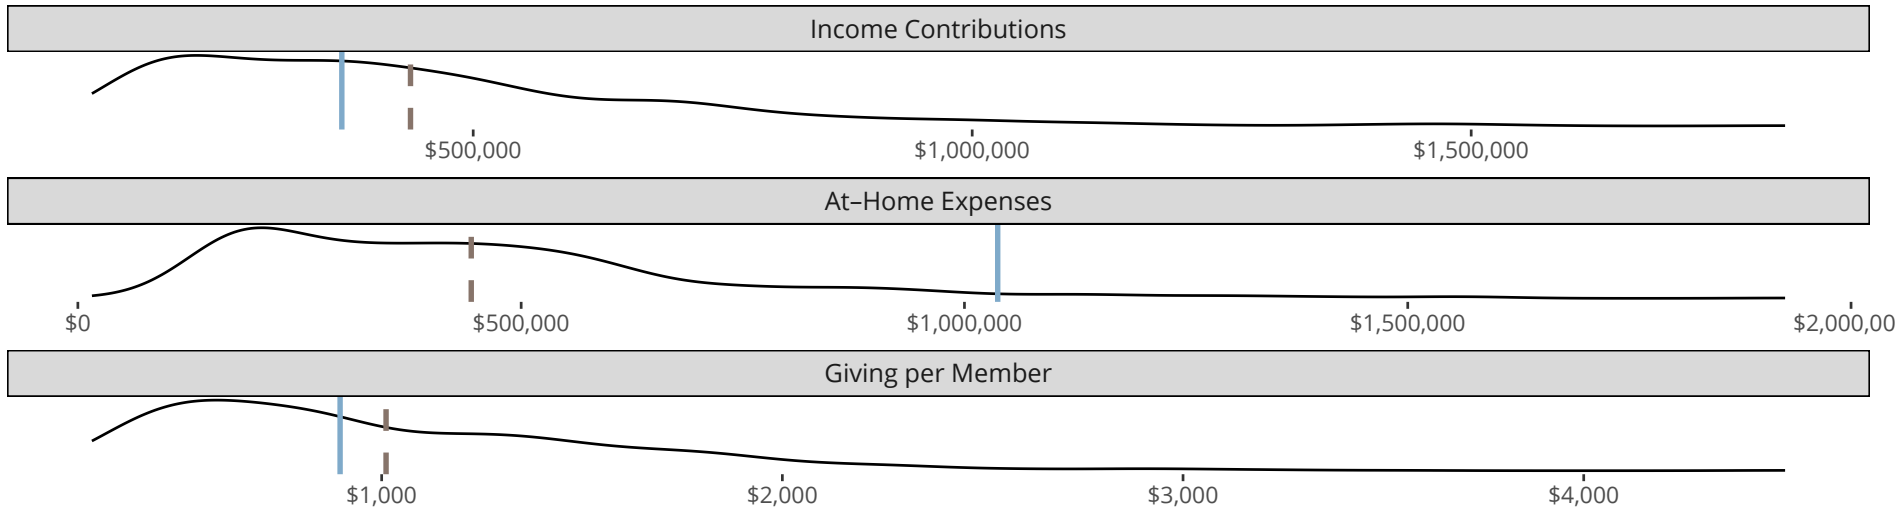 Income Contributions
$500,000 $1,000,000 $1,500,000
At–Home Expenses
$0 $500,000 $1,000,000 $1,500,000 $2,000,00
Giving per Member
$1,000 $2,000 $3,000 $4,000